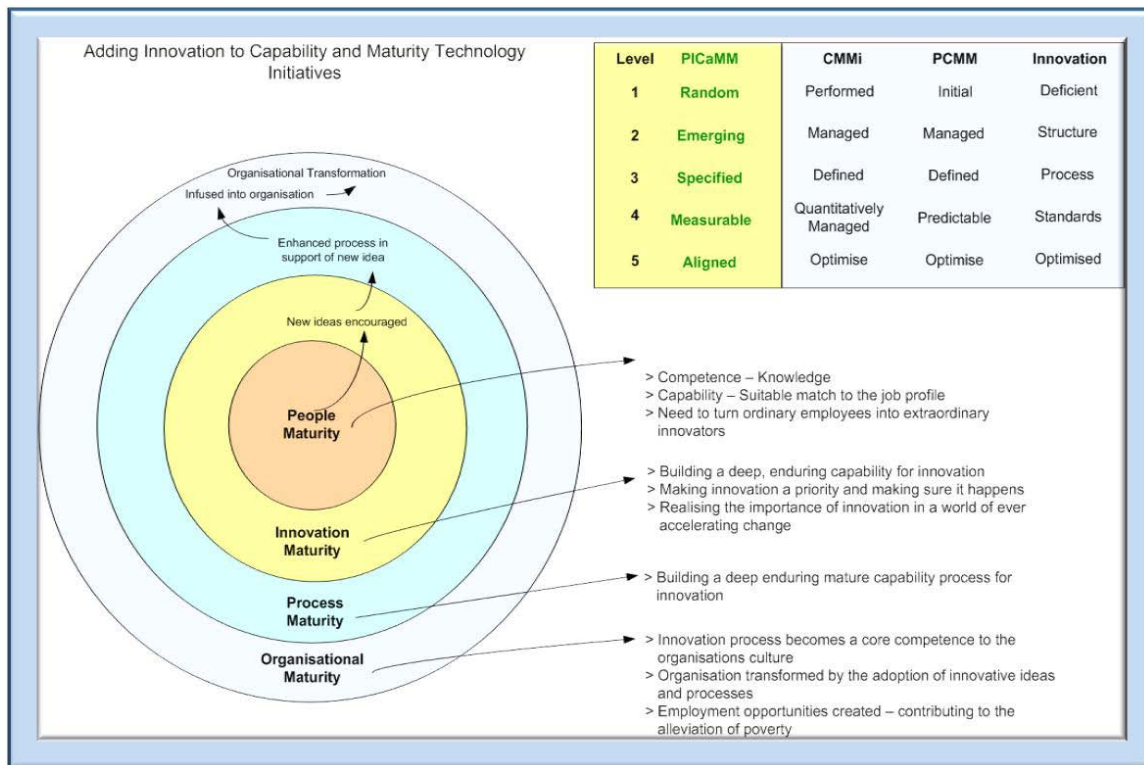 Adding Innovation to Capability and Maturity Technology
Initiatives
Level PICaMM CMMi PCMM Innovation
1 Random Performed Initial Deficient
2 Emerging Managed Managed Structure
3 Specified Defined Defined Process
4 Measurable Quantitatively Managed Predictable Standards
5 Aligned Optimise Optimise Optimised
Organisational Transformation
Infused into organisation
Enhanced process in
support of new idea
New ideas encouraged
People
Maturity
Innovation
Maturity
Process
Maturity
Organisational
Maturity
> Competence – Knowledge
> Capability – Suitable match to the job profile
> Need to turn ordinary employees into extraordinary
innovators
> Building a deep, enduring capability for innovation
> Making innovation a priority and making sure it happens
> Realising the importance of innovation in a world of ever
accelerating change
> Building a deep enduring mature capability process for
innovation
> Innovation process becomes a core competence to the
organisations culture
> Organisation transformed by the adoption of innovative ideas
and processes
> Employment opportunities created – contributing to the
alleviation of poverty